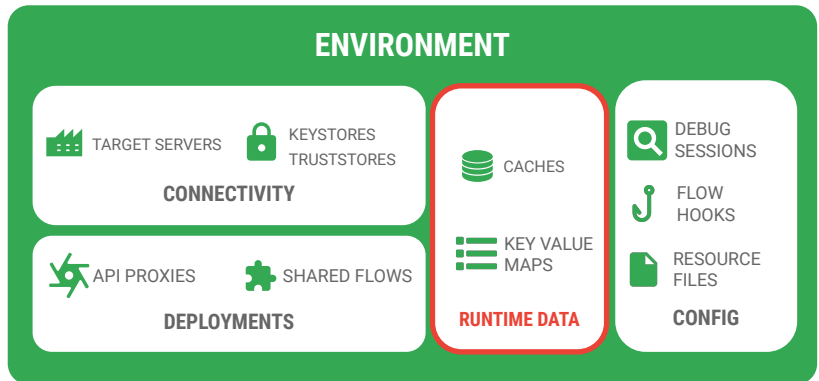 ENVIRONMENT
TARGET SERVERS
KEYSTORES
TRUSTSTORES
CONNECTIVITY
API PROXIES
SHARED FLOWS
DEPLOYMENTS
CACHES
KEY VALUE
MAPS
RUNTIME DATA
DEBUG
SESSIONS
FLOW
HOOKS
RESOURCE
FILES
CONFIG